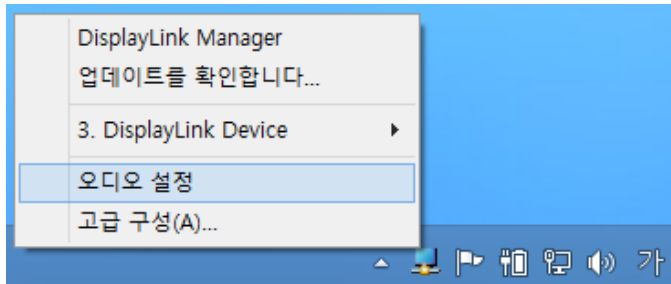 DisplayLink Manager
업데이트를 확인합니다...
3. DisplayLink Device
오디오 설정
고급 구성(A)...
가